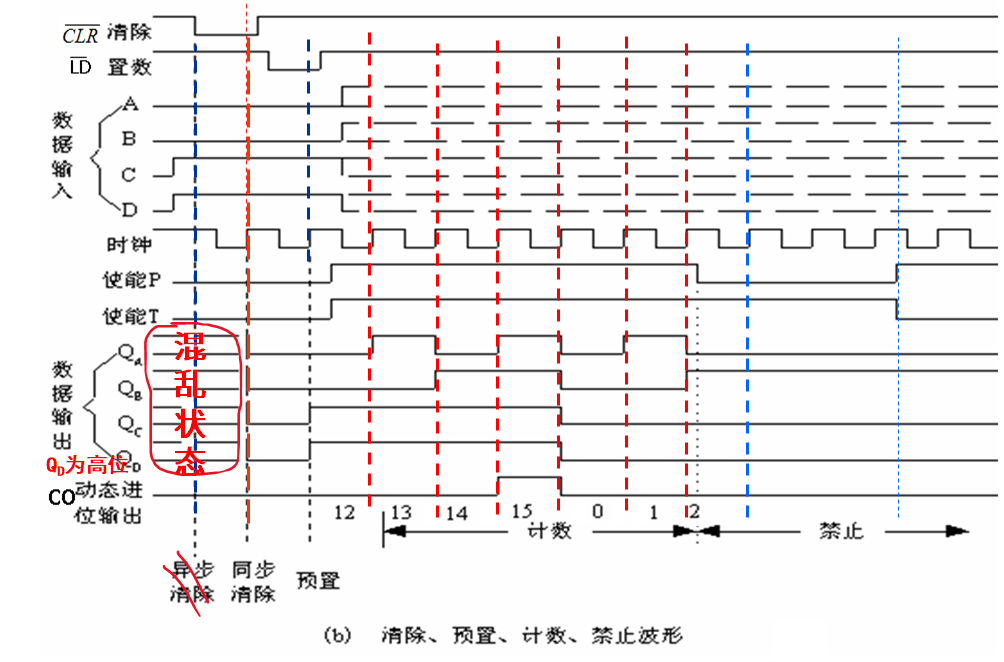 CLR 清除
LD 置数
数据输入
A
B
C
D
时钟
使能P
使能T
混乱状态
数据输出
QA
QB
QC
QD
QD为高位
CO动态进
位输出
12 13 14 15 0 1 2
计数
禁止
异步
清除
同步
清除
预置
(b) 清除、预置、计数、禁止波形